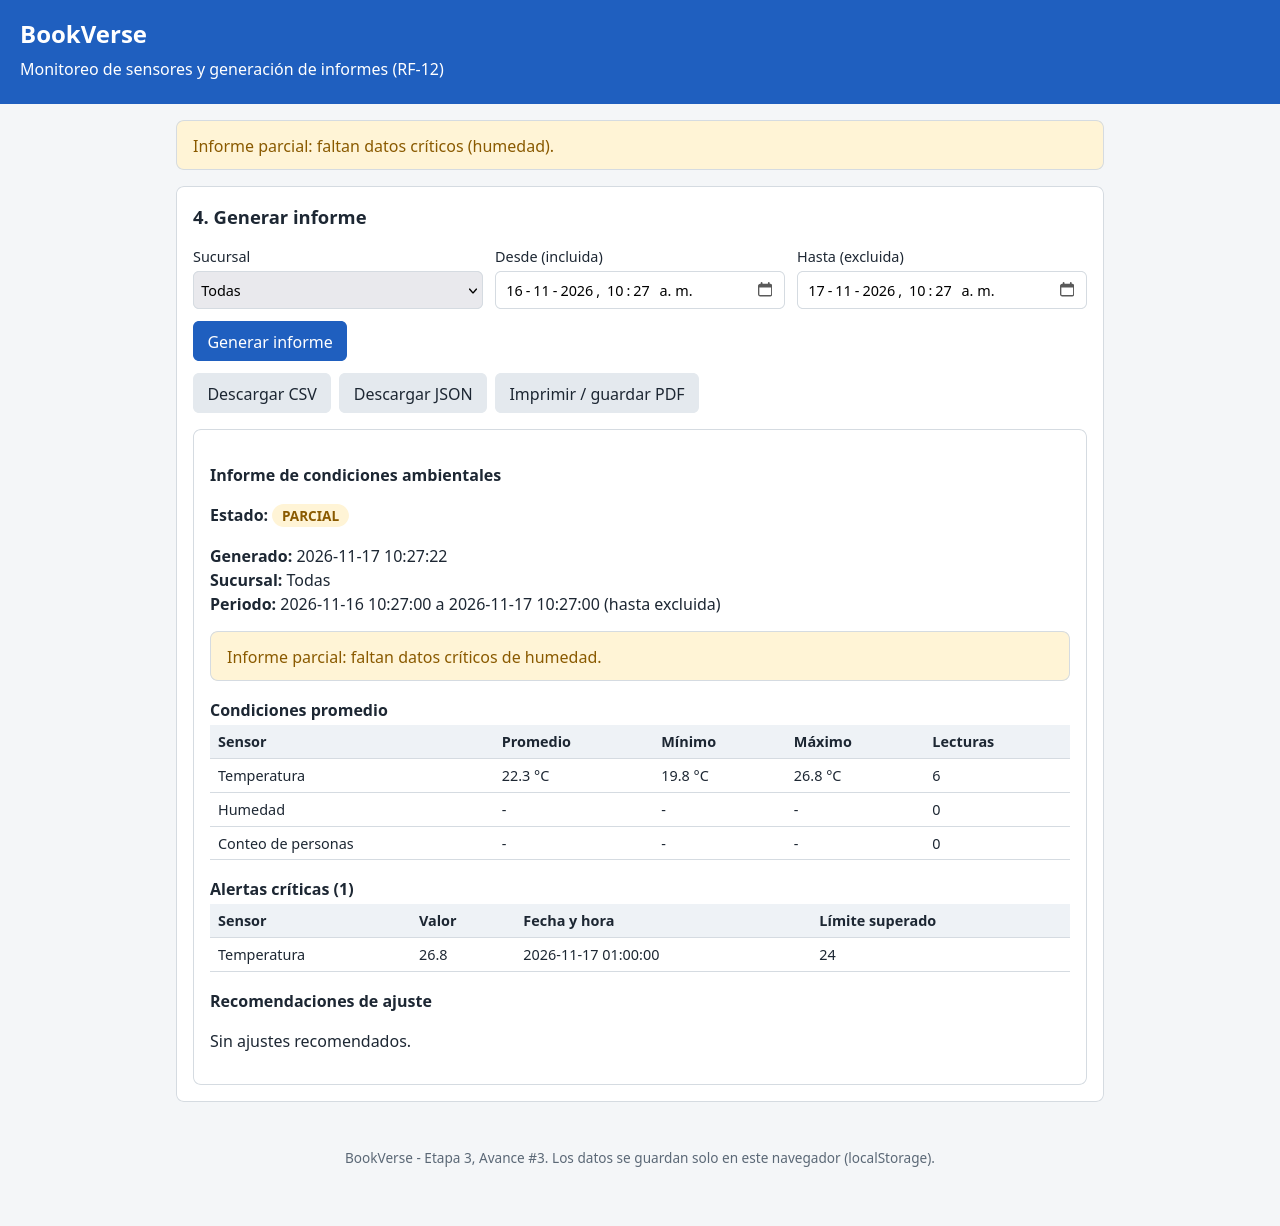 BookVerse
Monitoreo de sensores y generación de informes (RF-12)
Informe parcial: faltan datos críticos (humedad).
4. Generar informe
Sucursal Desde (incluida) Hasta (excluida)
Todas 16-11-2026, 10:27 a. m. 17-11-2026, 10:27 a. m.
Generar informe
Descargar CSV Descargar JSON Imprimir / guardar PDF
Informe de condiciones ambientales
Estado: PARCIAL
Generado: 2026-11-17 10:27:22
Sucursal: Todas
Periodo: 2026-11-16 10:27:00 a 2026-11-17 10:27:00 (hasta excluida)
Informe parcial: faltan datos críticos de humedad.
Condiciones promedio
Sensor Promedio Mínimo Máximo Lecturas
Temperatura 22.3 °C 19.8 °C 26.8 °C 6
Humedad - - - 0
Conteo de personas - - - 0
Alertas críticas (1)
Sensor Valor Fecha y hora Límite superado
Temperatura 26.8 2026-11-17 01:00:00 24
Recomendaciones de ajuste
Sin ajustes recomendados.
BookVerse - Etapa 3, Avance #3. Los datos se guardan solo en este navegador (localStorage).